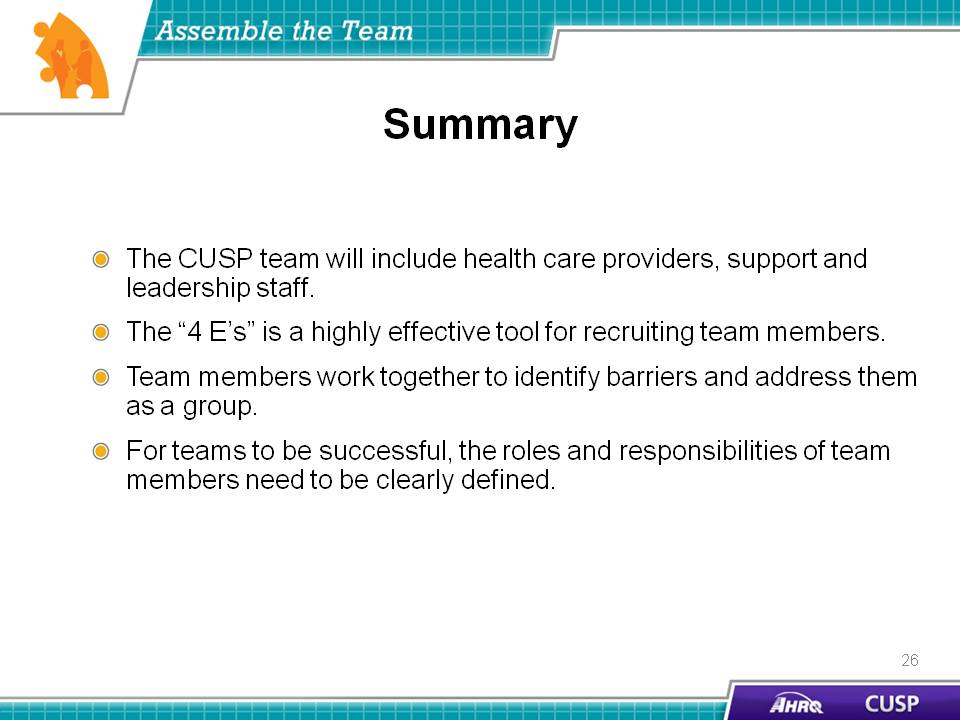 Assemble the Team
Summary
The CUSP team will include health care providers, support and
leadership staff.
The “4 E’s” is a highly effective tool for recruiting team members.
Team members work together to identify barriers and address them
as a group.
For teams to be successful, the roles and responsibilities of team
members need to be clearly defined.
26
AHRQ CUSP